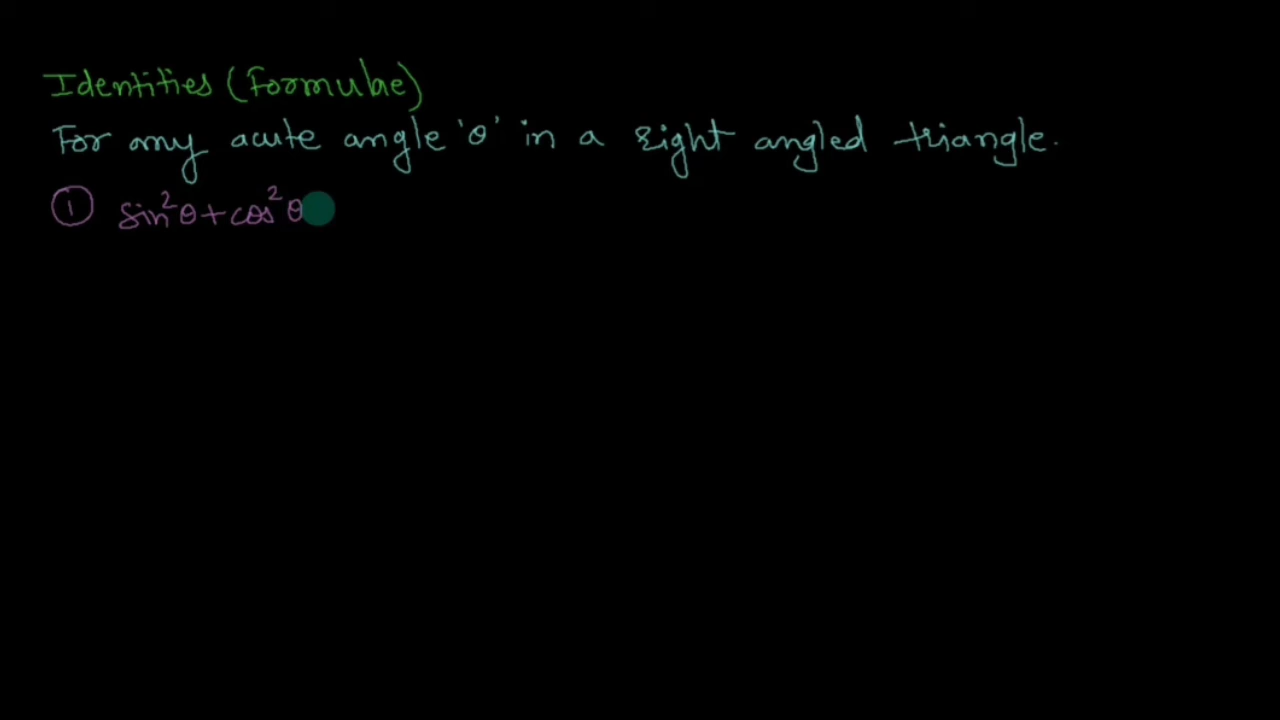 Identities (Formulae)
For any acute angle 'θ' in a right angled triangle.
① sin²θ + cos²θ